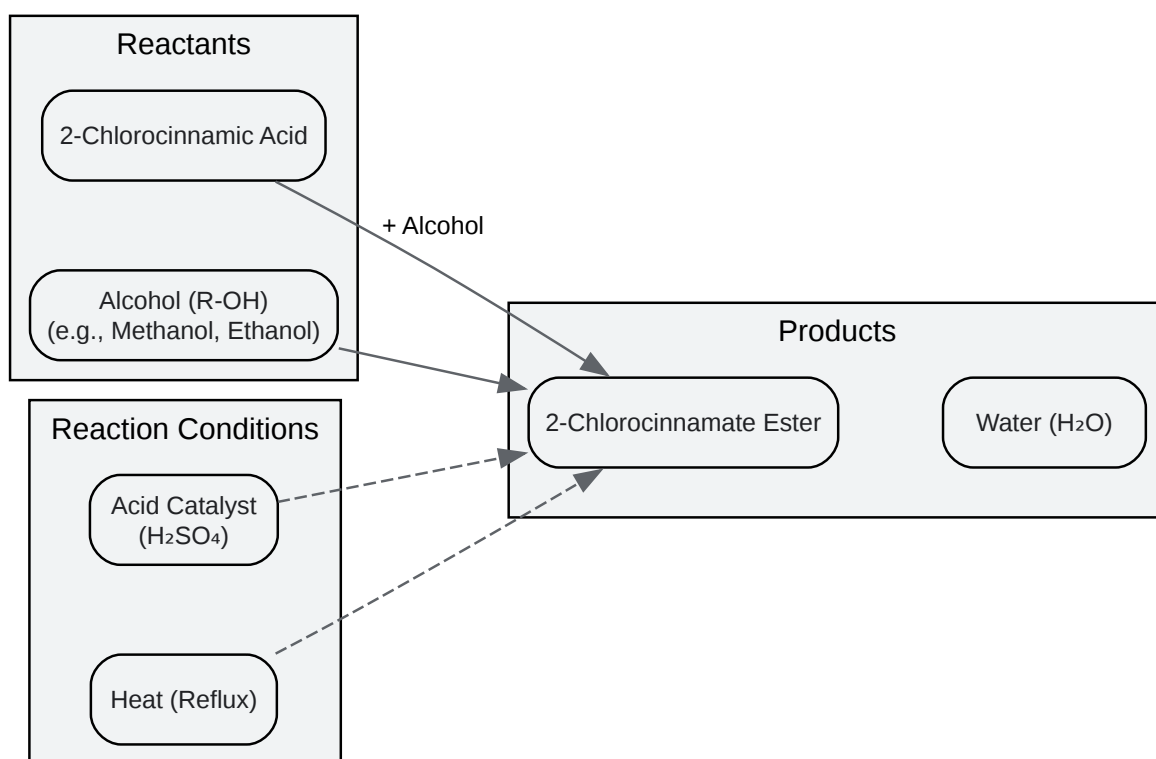 Reactants
2-Chlorocinnamic Acid
+ Alcohol
Alcohol (R-OH)
(e.g., Methanol, Ethanol)
Products
2-Chlorocinnamate Ester
Water (H₂O)
Reaction Conditions
Acid Catalyst
(H₂SO₄)
Heat (Reflux)